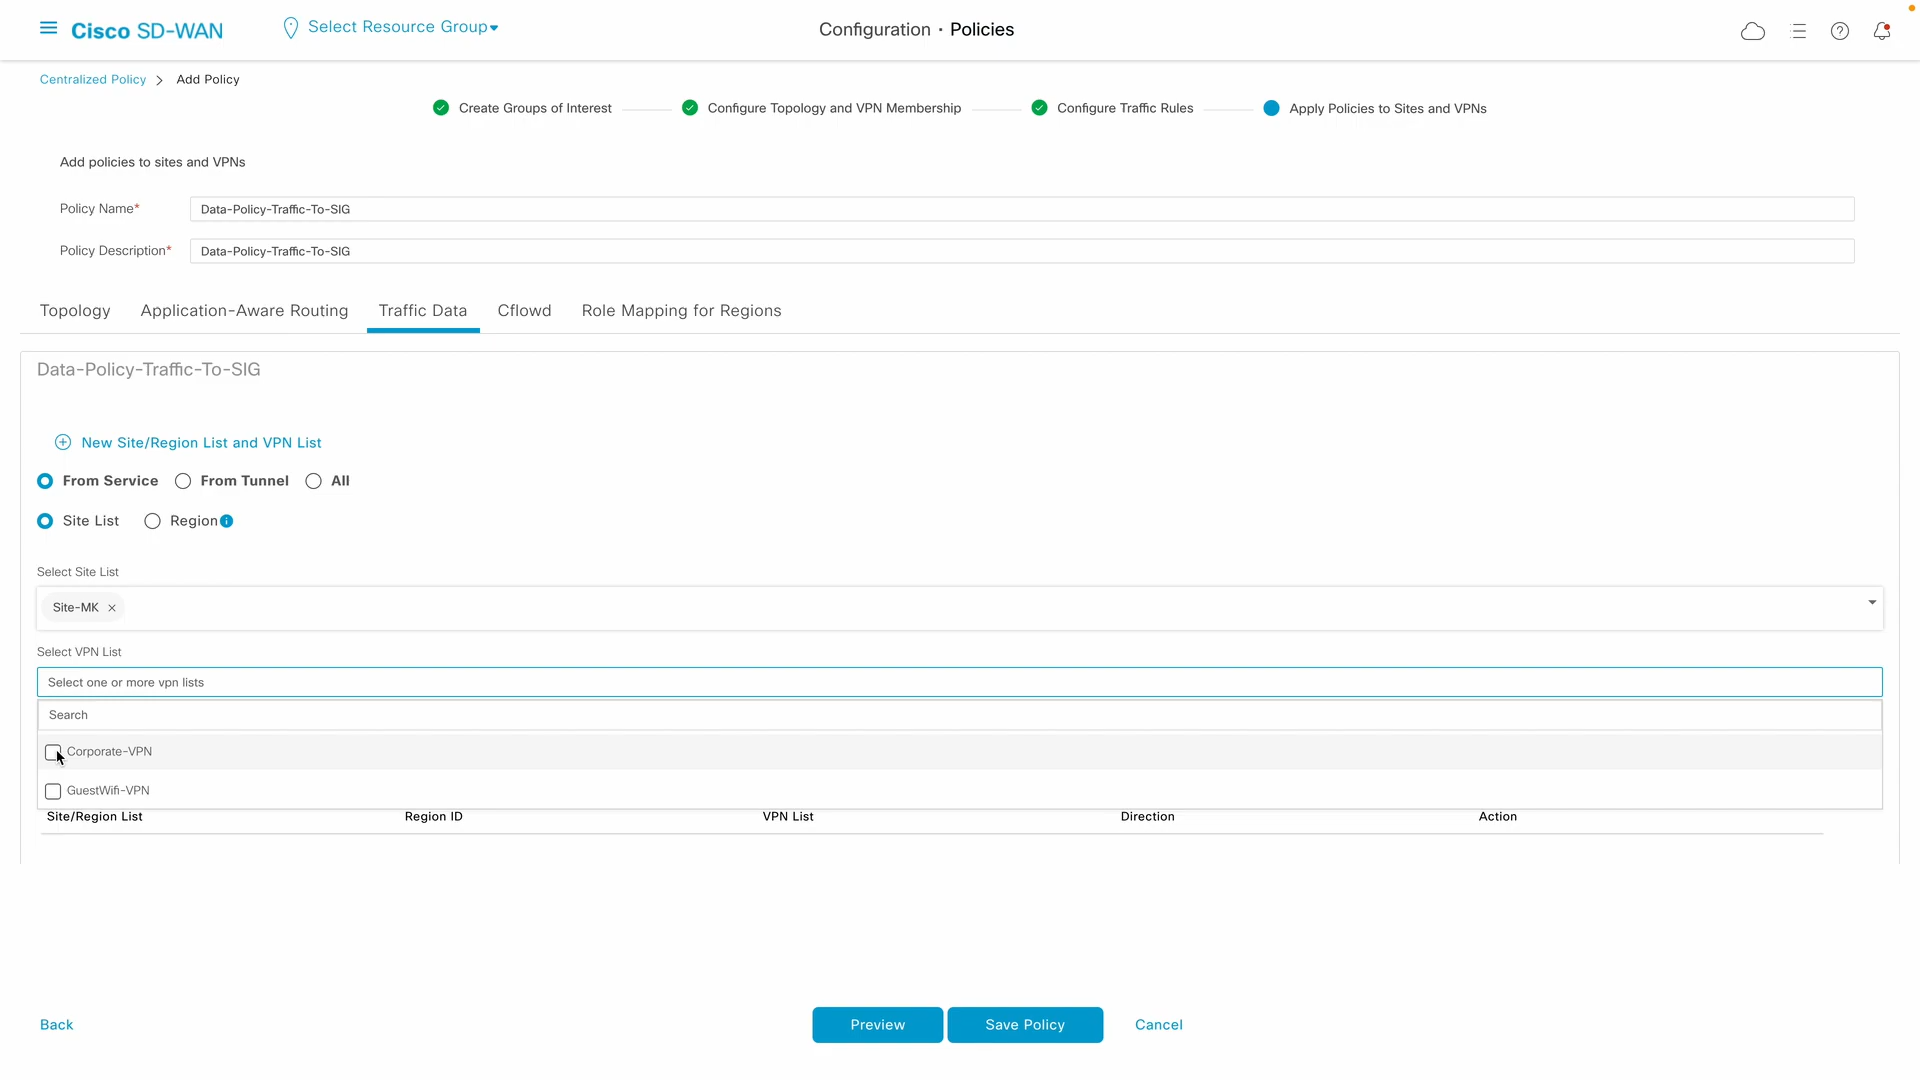 Cisco SD-WAN
Select Resource Group
Configuration · Policies
Centralized Policy > Add Policy
Create Groups of Interest
Configure Topology and VPN Membership
Configure Traffic Rules
Apply Policies to Sites and VPNs
Add policies to sites and VPNs
Policy Name* Data-Policy-Traffic-To-SIG
Policy Description* Data-Policy-Traffic-To-SIG
Topology Application-Aware Routing Traffic Data Cflowd Role Mapping for Regions
Data-Policy-Traffic-To-SIG
New Site/Region List and VPN List
From Service From Tunnel All
Site List Region
Select Site List
Site-MK ×
Select VPN List
Select one or more vpn lists
Search
Corporate-VPN
GuestWifi-VPN
Site/Region List Region ID VPN List Direction Action
Back Preview Save Policy Cancel